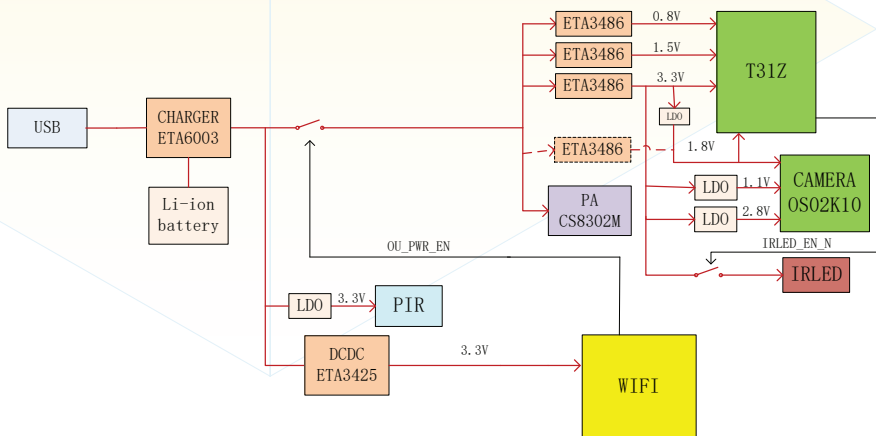 ETA3486
0.8V
ETA3486
1.5V
T31Z
ETA3486
3.3V
USB
CHARGER
ETA6003
LDO
ETA3486
1.8V
Li-ion
battery
PA
CS8302M
LDO
1.1V
CAMERA
OS02K10
LDO
2.8V
OU_PWR_EN
IRLED_EN_N
IRLED
LDO
3.3V
PIR
DCDC
ETA3425
3.3V
WIFI